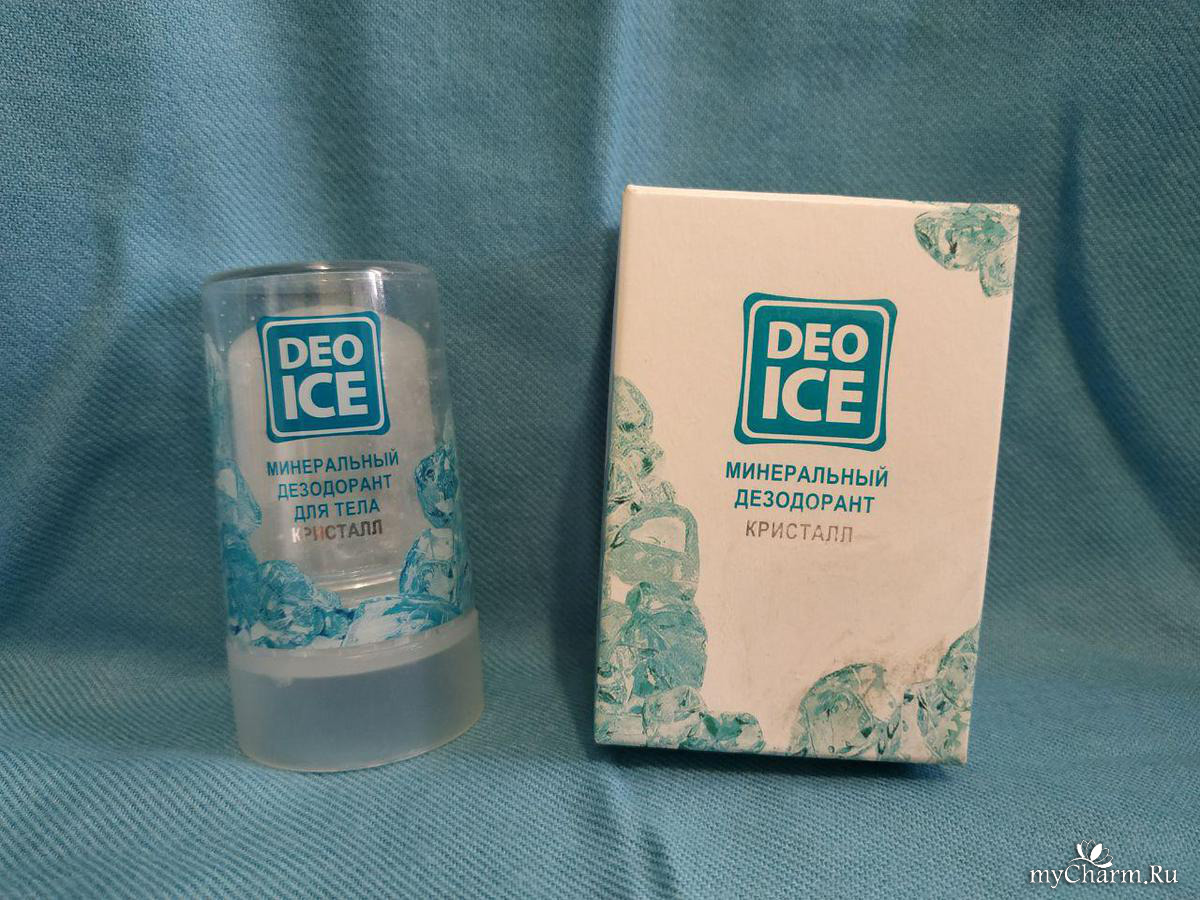 DEO
ICE
МИНЕРАЛЬНЫЙ
ДЕЗОДОРАНТ
ДЛЯ ТЕЛА
КРИСТАЛЛ
DEO
ICE
МИНЕРАЛЬНЫЙ
ДЕЗОДОРАНТ
КРИСТАЛЛ
myCharm.Ru